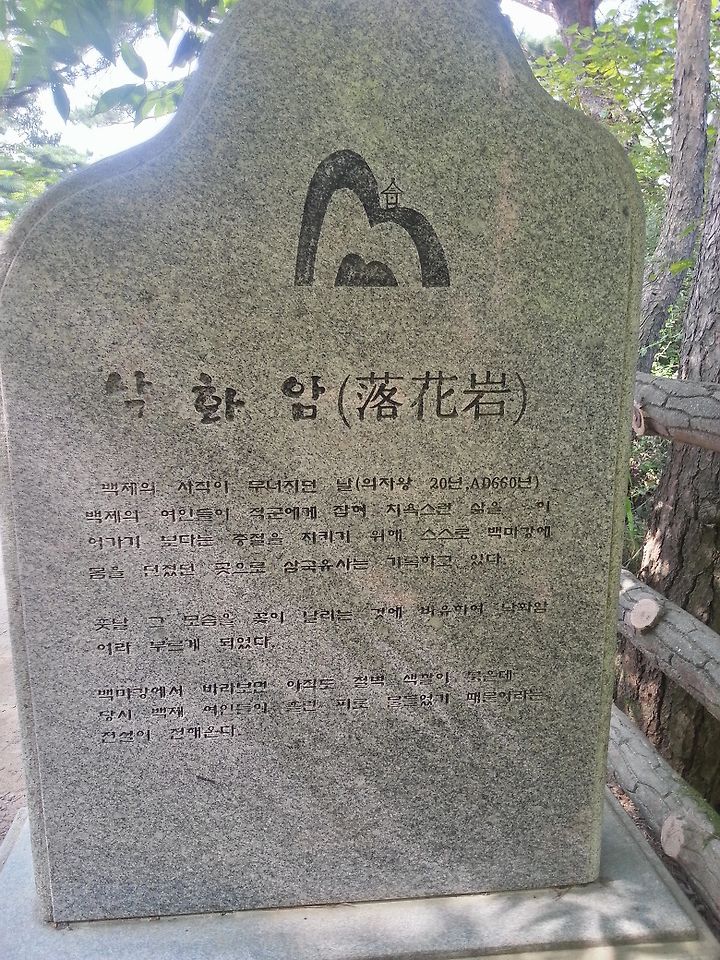 낙화암(落花岩)
백제의 사직이 무너지던 날(의자왕 20년,AD660년)
백제의 여인들이 적군에게 잡혀 치욕스런 삶을 이
어가기 보다는 충절을 지키기 위해 스스로 백마강에
몸을 던졌던 곳으로 삼국유사는 기록하고 있다.
훗날 그 모습을 꽃이 날리는 것에 비유하여 낙화암
이라 부르게 되었다.
백마강에서 바라보면 아직도 절벽 색깔이 붉은데
당시 백제 여인들이 흘린 피로 물들었기 때문이라는
전설이 전해온다.